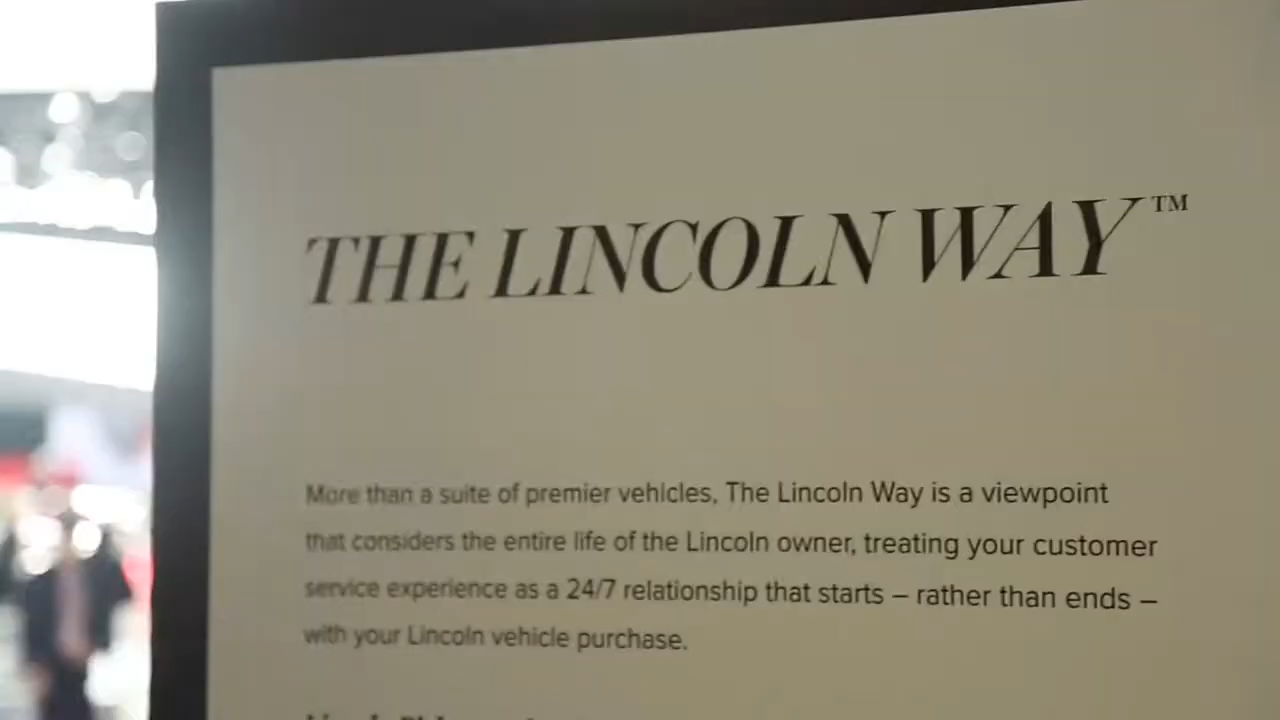 THE LINCOLN WAY™
More than a suite of premier vehicles, The Lincoln Way is a viewpoint
that considers the entire life of the Lincoln owner, treating your customer
service experience as a 24/7 relationship that starts – rather than ends –
with your Lincoln vehicle purchase.